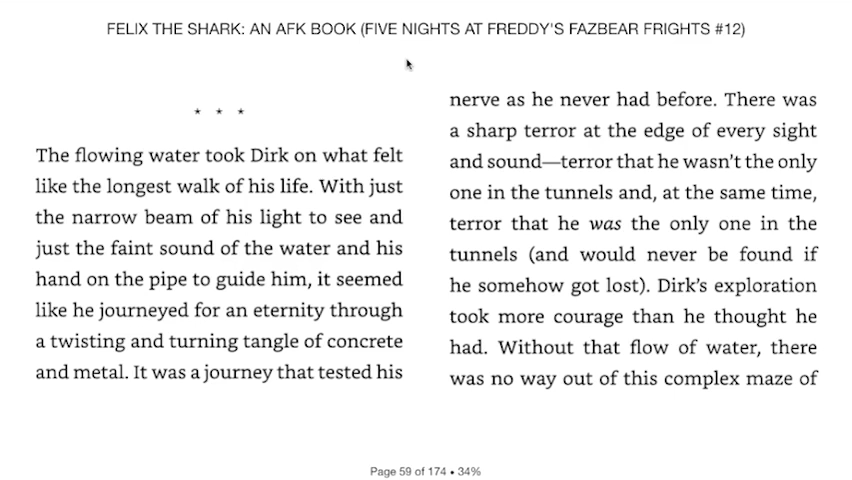 FELIX THE SHARK: AN AFK BOOK (FIVE NIGHTS AT FREDDY'S FAZBEAR FRIGHTS #12)
* * *
The flowing water took Dirk on what felt
like the longest walk of his life. With just
the narrow beam of his light to see and
just the faint sound of the water and his
hand on the pipe to guide him, it seemed
like he journeyed for an eternity through
a twisting and turning tangle of concrete
and metal. It was a journey that tested his
nerve as he never had before. There was
a sharp terror at the edge of every sight
and sound—terror that he wasn't the only
one in the tunnels and, at the same time,
terror that he was the only one in the
tunnels (and would never be found if
he somehow got lost). Dirk's exploration
took more courage than he thought he
had. Without that flow of water, there
was no way out of this complex maze of
Page 59 of 174 • 34%